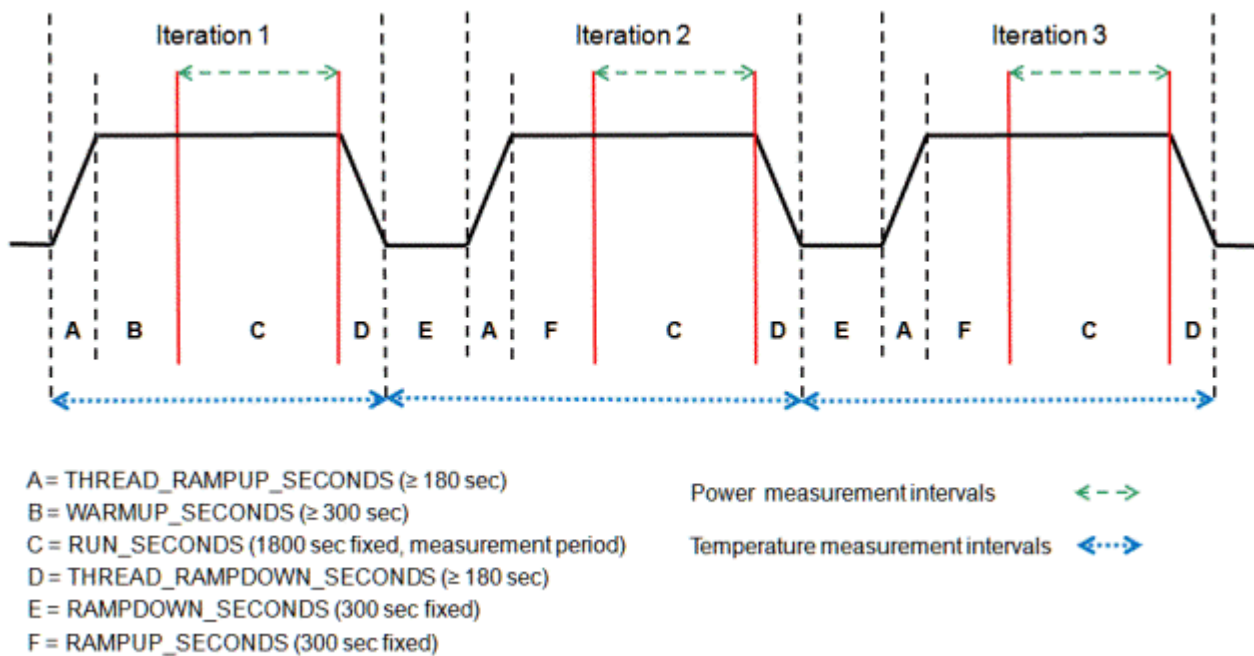 Iteration 1 Iteration 2 Iteration 3
A B C D E A F C D E A F C D
A = THREAD_RAMPUP_SECONDS (≥ 180 sec)
B = WARMUP_SECONDS (≥ 300 sec)
C = RUN_SECONDS (1800 sec fixed, measurement period)
D = THREAD_RAMPDOWN_SECONDS (≥ 180 sec)
E = RAMPDOWN_SECONDS (300 sec fixed)
F = RAMPUP_SECONDS (300 sec fixed)
Power measurement intervals
Temperature measurement intervals